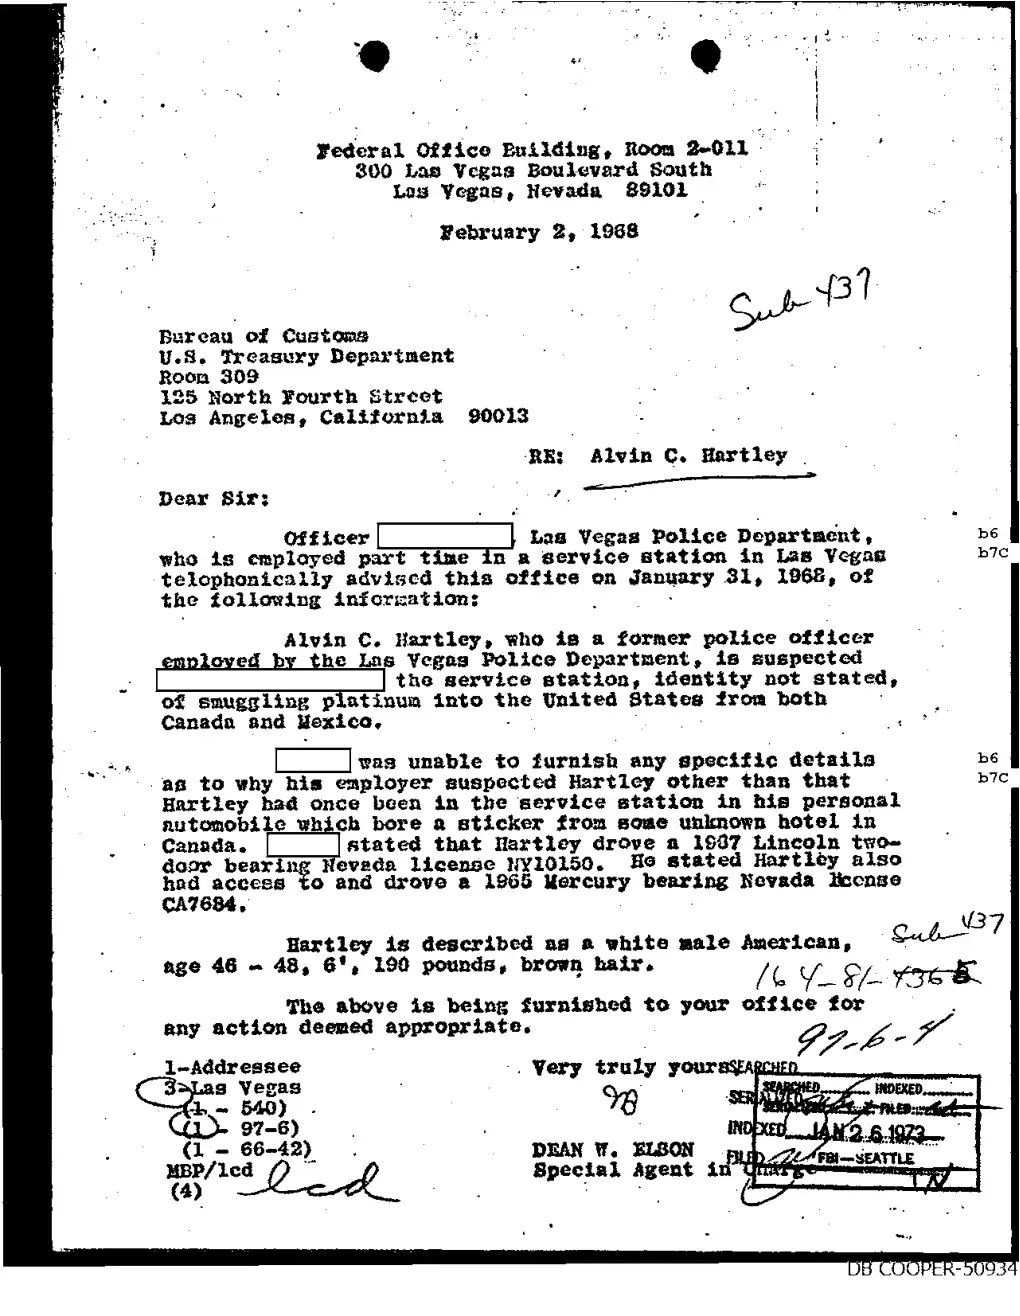 Federal Office Building, Room 2-011
300 Las Vegas Boulevard South
Las Vegas, Nevada 89101
February 2, 1968
Sub 437
Bureau of Customs
U.S. Treasury Department
Room 309
125 North Fourth Street
Los Angeles, California 90013
RE: Alvin C. Hartley
Dear Sir:
Officer , Las Vegas Police Department,
b6
who is employed part time in a service station in Las Vegas
b7C
telephonically advised this office on January 31, 1968, of
the following information:
Alvin C. Hartley, who is a former police officer
employed by the Las Vegas Police Department, is suspected
the service station, identity not stated,
of smuggling platinum into the United States from both
Canada and Mexico.
was unable to furnish any specific details
b6
as to why his employer suspected Hartley other than that
b7C
Hartley had once been in the service station in his personal
automobile which bore a sticker from some unknown hotel in
Canada. stated that Hartley drove a 1967 Lincoln two-
door bearing Nevada license NY10150. He stated Hartley also
had access to and drove a 1965 Mercury bearing Nevada license
CA7684.
Sub 437
Hartley is described as a white male American,
age 46 - 48, 6', 190 pounds, brown hair.
164-81-
The above is being furnished to your office for
any action deemed appropriate.
97-6-4
1-Addressee
3-Las Vegas
(1 - 540)
(1 - 97-6)
(1 - 66-42)
MBP/lcd
(4)
lcd
Very truly yours,
DEAN W. ELSON
Special Agent in Charge
SEARCHED
SERIALIZED
INDEXED
FILED
SEARCHED INDEXED
SERIALIZED FILED
JAN 26 1973
FBI-SEATTLE
DB COOPER-50934